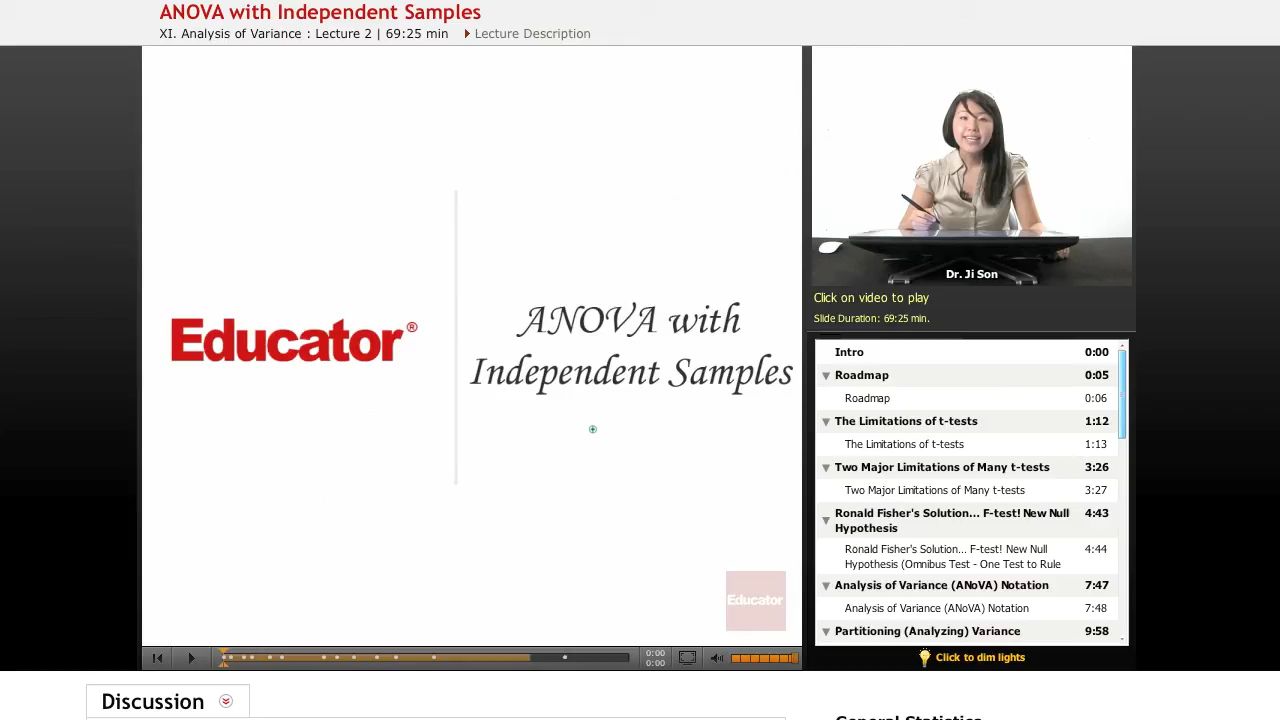 ANOVA with Independent Samples
XI. Analysis of Variance : Lecture 2 | 69:25 min Lecture Description
Educator®
ANOVA with
Independent Samples
Educator
Dr. Ji Son
Click on video to play
Slide Duration: 69:25 min.
Intro 0:00
Roadmap 0:05
Roadmap 0:06
The Limitations of t-tests 1:12
The Limitations of t-tests 1:13
Two Major Limitations of Many t-tests 3:26
Two Major Limitations of Many t-tests 3:27
Ronald Fisher's Solution... F-test! New Null 4:43
Hypothesis
Ronald Fisher's Solution... F-test! New Null 4:44
Hypothesis (Omnibus Test - One Test to Rule
Analysis of Variance (ANoVA) Notation 7:47
Analysis of Variance (ANoVA) Notation 7:48
Partitioning (Analyzing) Variance 9:58
0:00
0:00
Click to dim lights
Discussion
General Statistics